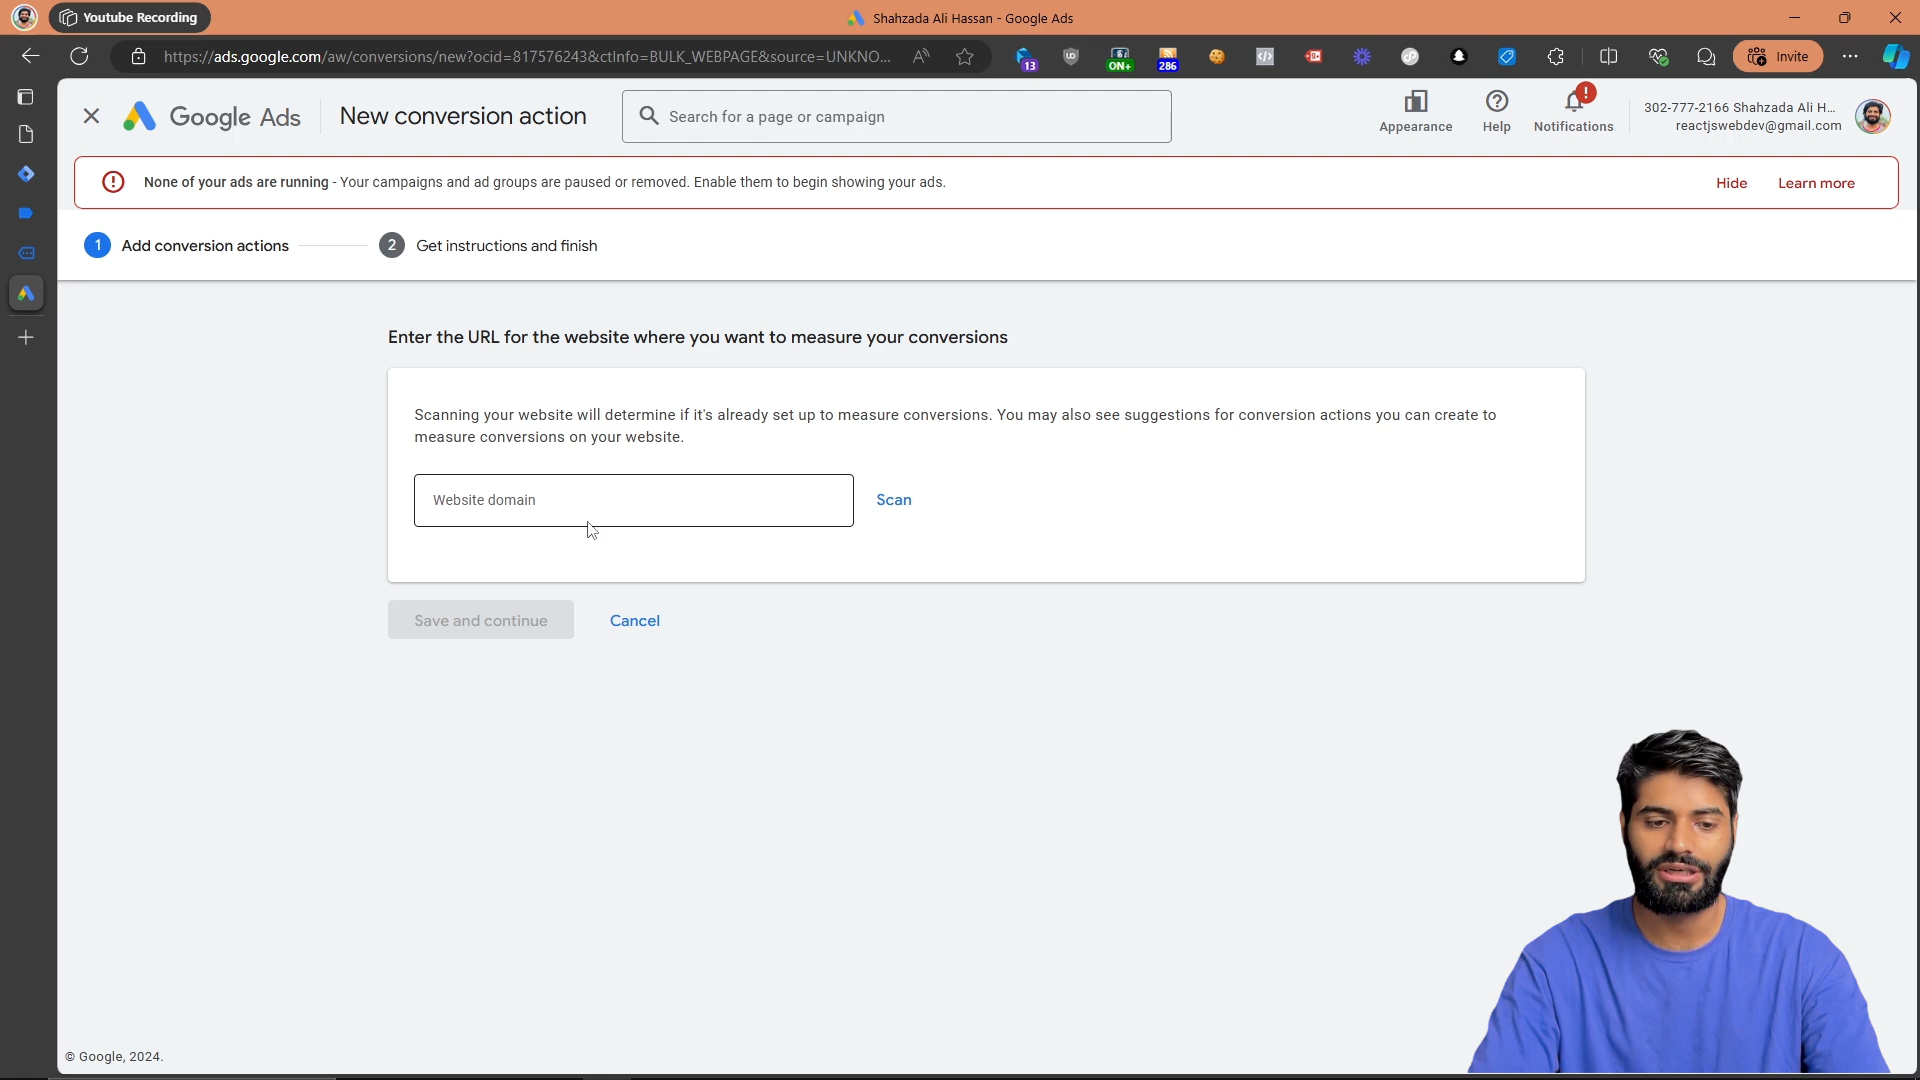 Youtube Recording
Shahzada Ali Hassan - Google Ads
https://ads.google.com/aw/conversions/new?ocid=817576243&ctInfo=BULK_WEBPAGE&source=UNKNO...
13
ON+
286
Invite
Google Ads
New conversion action
Search for a page or campaign
Appearance
Help
Notifications
302-777-2166 Shahzada Ali H...
reactjswebdev@gmail.com
None of your ads are running - Your campaigns and ad groups are paused or removed. Enable them to begin showing your ads.
Hide
Learn more
1 Add conversion actions
2 Get instructions and finish
Enter the URL for the website where you want to measure your conversions
Scanning your website will determine if it's already set up to measure conversions. You may also see suggestions for conversion actions you can create to
measure conversions on your website.
Website domain
Scan
Save and continue
Cancel
© Google, 2024.